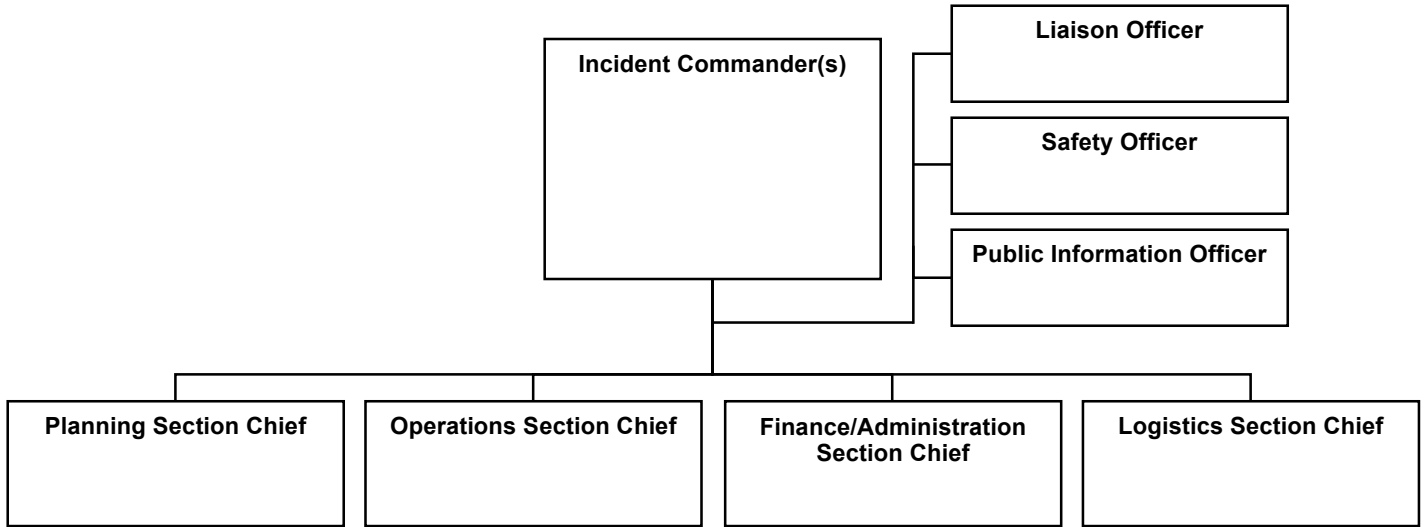 Liaison Officer
Incident Commander(s)
Safety Officer
Public Information Officer
Planning Section Chief
Operations Section Chief
Finance/Administration
Section Chief
Logistics Section Chief